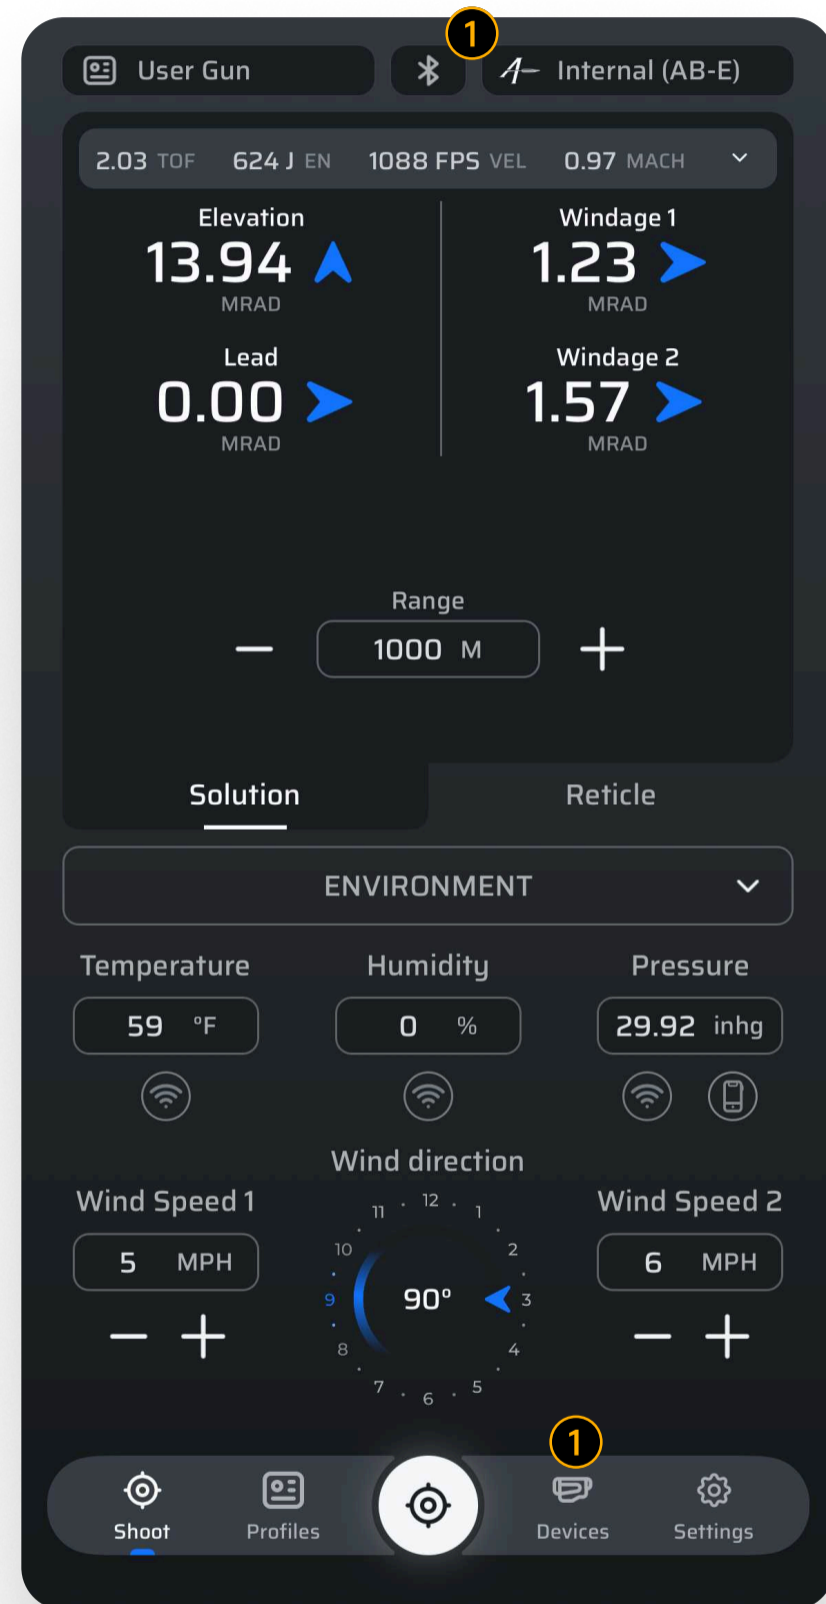 1
User Gun A- Internal (AB-E)
2.03 TOF 624 J EN 1088 FPS VEL 0.97 MACH
Elevation Windage 1
13.94 1.23
MRAD MRAD
Lead Windage 2
0.00 1.57
MRAD MRAD
Range
1000 M
Solution Reticle
ENVIRONMENT
Temperature Humidity Pressure
59 °F 0 % 29.92 inhg
Wind direction
Wind Speed 1 Wind Speed 2
5 MPH 6 MPH
12
11 1
10 2
9 90° 3
8 4
7 5
6
1
Shoot Profiles Devices Settings